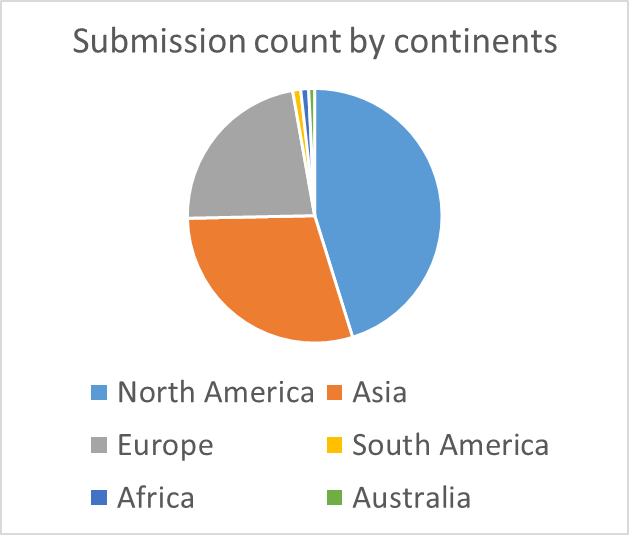 Submission count by continents
North America Asia
Europe South America
Africa Australia